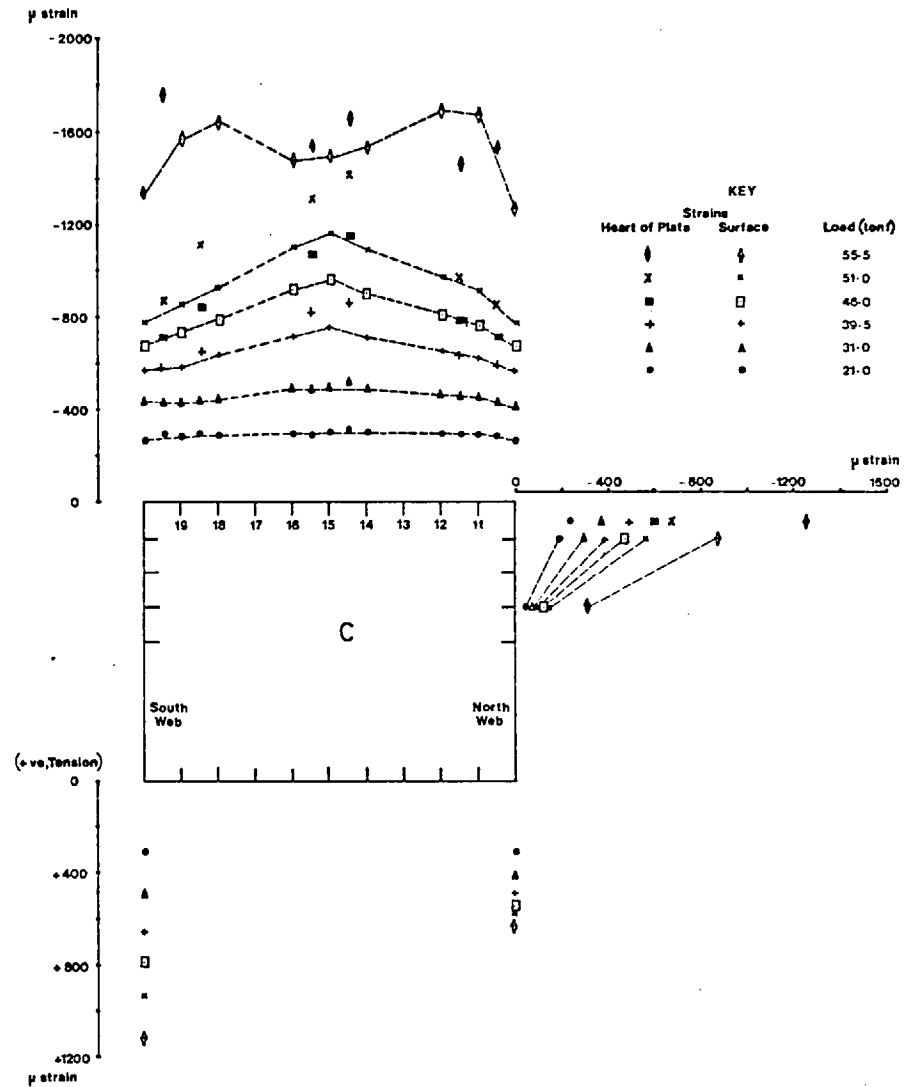 µ strain
- 2000
- 1600
- 1200
- 800
- 400
0
KEY
Strains
Heart of Plate Surface Load (tonf)
55·5
51·0
46·0
39·5
31·0
21·0
µ strain
0 - 400 - 800 - 1200 1500
19 18 17 16 15 14 13 12 11
C
South Web
North Web
(+ve,Tension)
0
+ 400
+ 800
+1200
µ strain